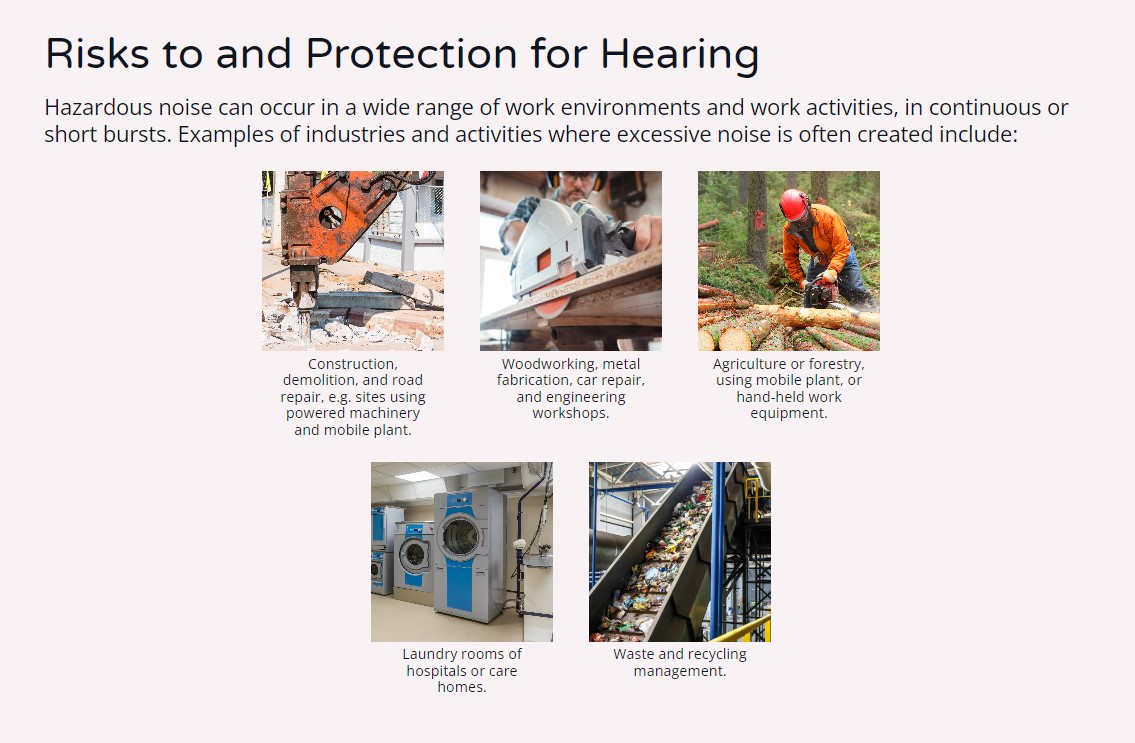 Risks to and Protection for Hearing
Hazardous noise can occur in a wide range of work environments and work activities, in continuous or
short bursts. Examples of industries and activities where excessive noise is often created include:
Construction,
demolition, and road
repair, e.g. sites using
powered machinery
and mobile plant.
Woodworking, metal
fabrication, car repair,
and engineering
workshops.
Agriculture or forestry,
using mobile plant, or
hand-held work
equipment.
Laundry rooms of
hospitals or care
homes.
Waste and recycling
management.